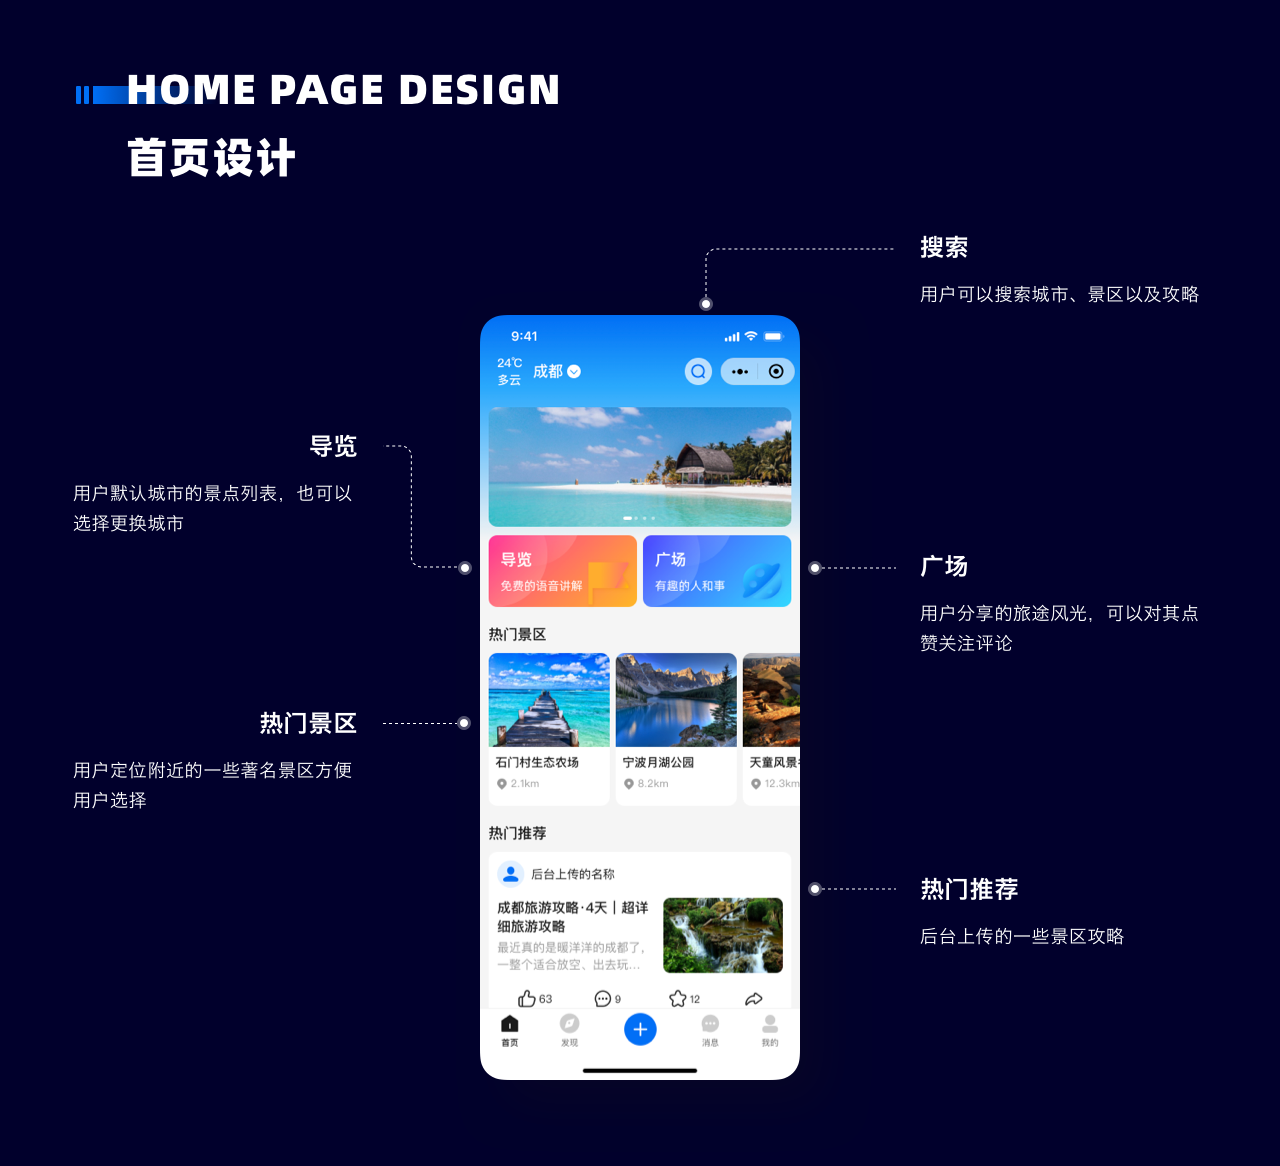 HOME PAGE DESIGN
首页设计
搜索
用户可以搜索城市、景区以及攻略
导览
用户默认城市的景点列表，也可以
选择更换城市
广场
用户分享的旅途风光，可以对其点
赞关注评论
热门景区
用户定位附近的一些著名景区方便
用户选择
热门推荐
后台上传的一些景区攻略
9:41
24℃
多云
成都
导览
免费的语音讲解
广场
有趣的人和事
热门景区
石门村生态农场
2.1km
宁波月湖公园
8.2km
天童风景
12.3km
热门推荐
后台上传的名称
成都旅游攻略·4天｜超详
细旅游攻略
最近真的是暖洋洋的成都了，
一整个适合放空、出去玩...
63
9
12
首页
发现
消息
我的